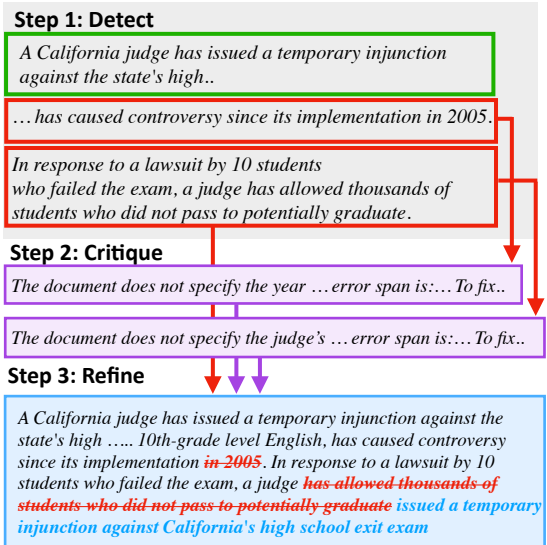 Step 1: Detect
A California judge has issued a temporary injunction
against the state's high..
… has caused controversy since its implementation in 2005.
In response to a lawsuit by 10 students
who failed the exam, a judge has allowed thousands of
students who did not pass to potentially graduate.
Step 2: Critique
The document does not specify the year … error span is:… To fix..
The document does not specify the judge's … error span is:… To fix..
Step 3: Refine
A California judge has issued a temporary injunction against the
state's high ….. 10th-grade level English, has caused controversy
since its implementation in 2005. In response to a lawsuit by 10
students who failed the exam, a judge has allowed thousands of
students who did not pass to potentially graduate issued a temporary
injunction against California's high school exit exam